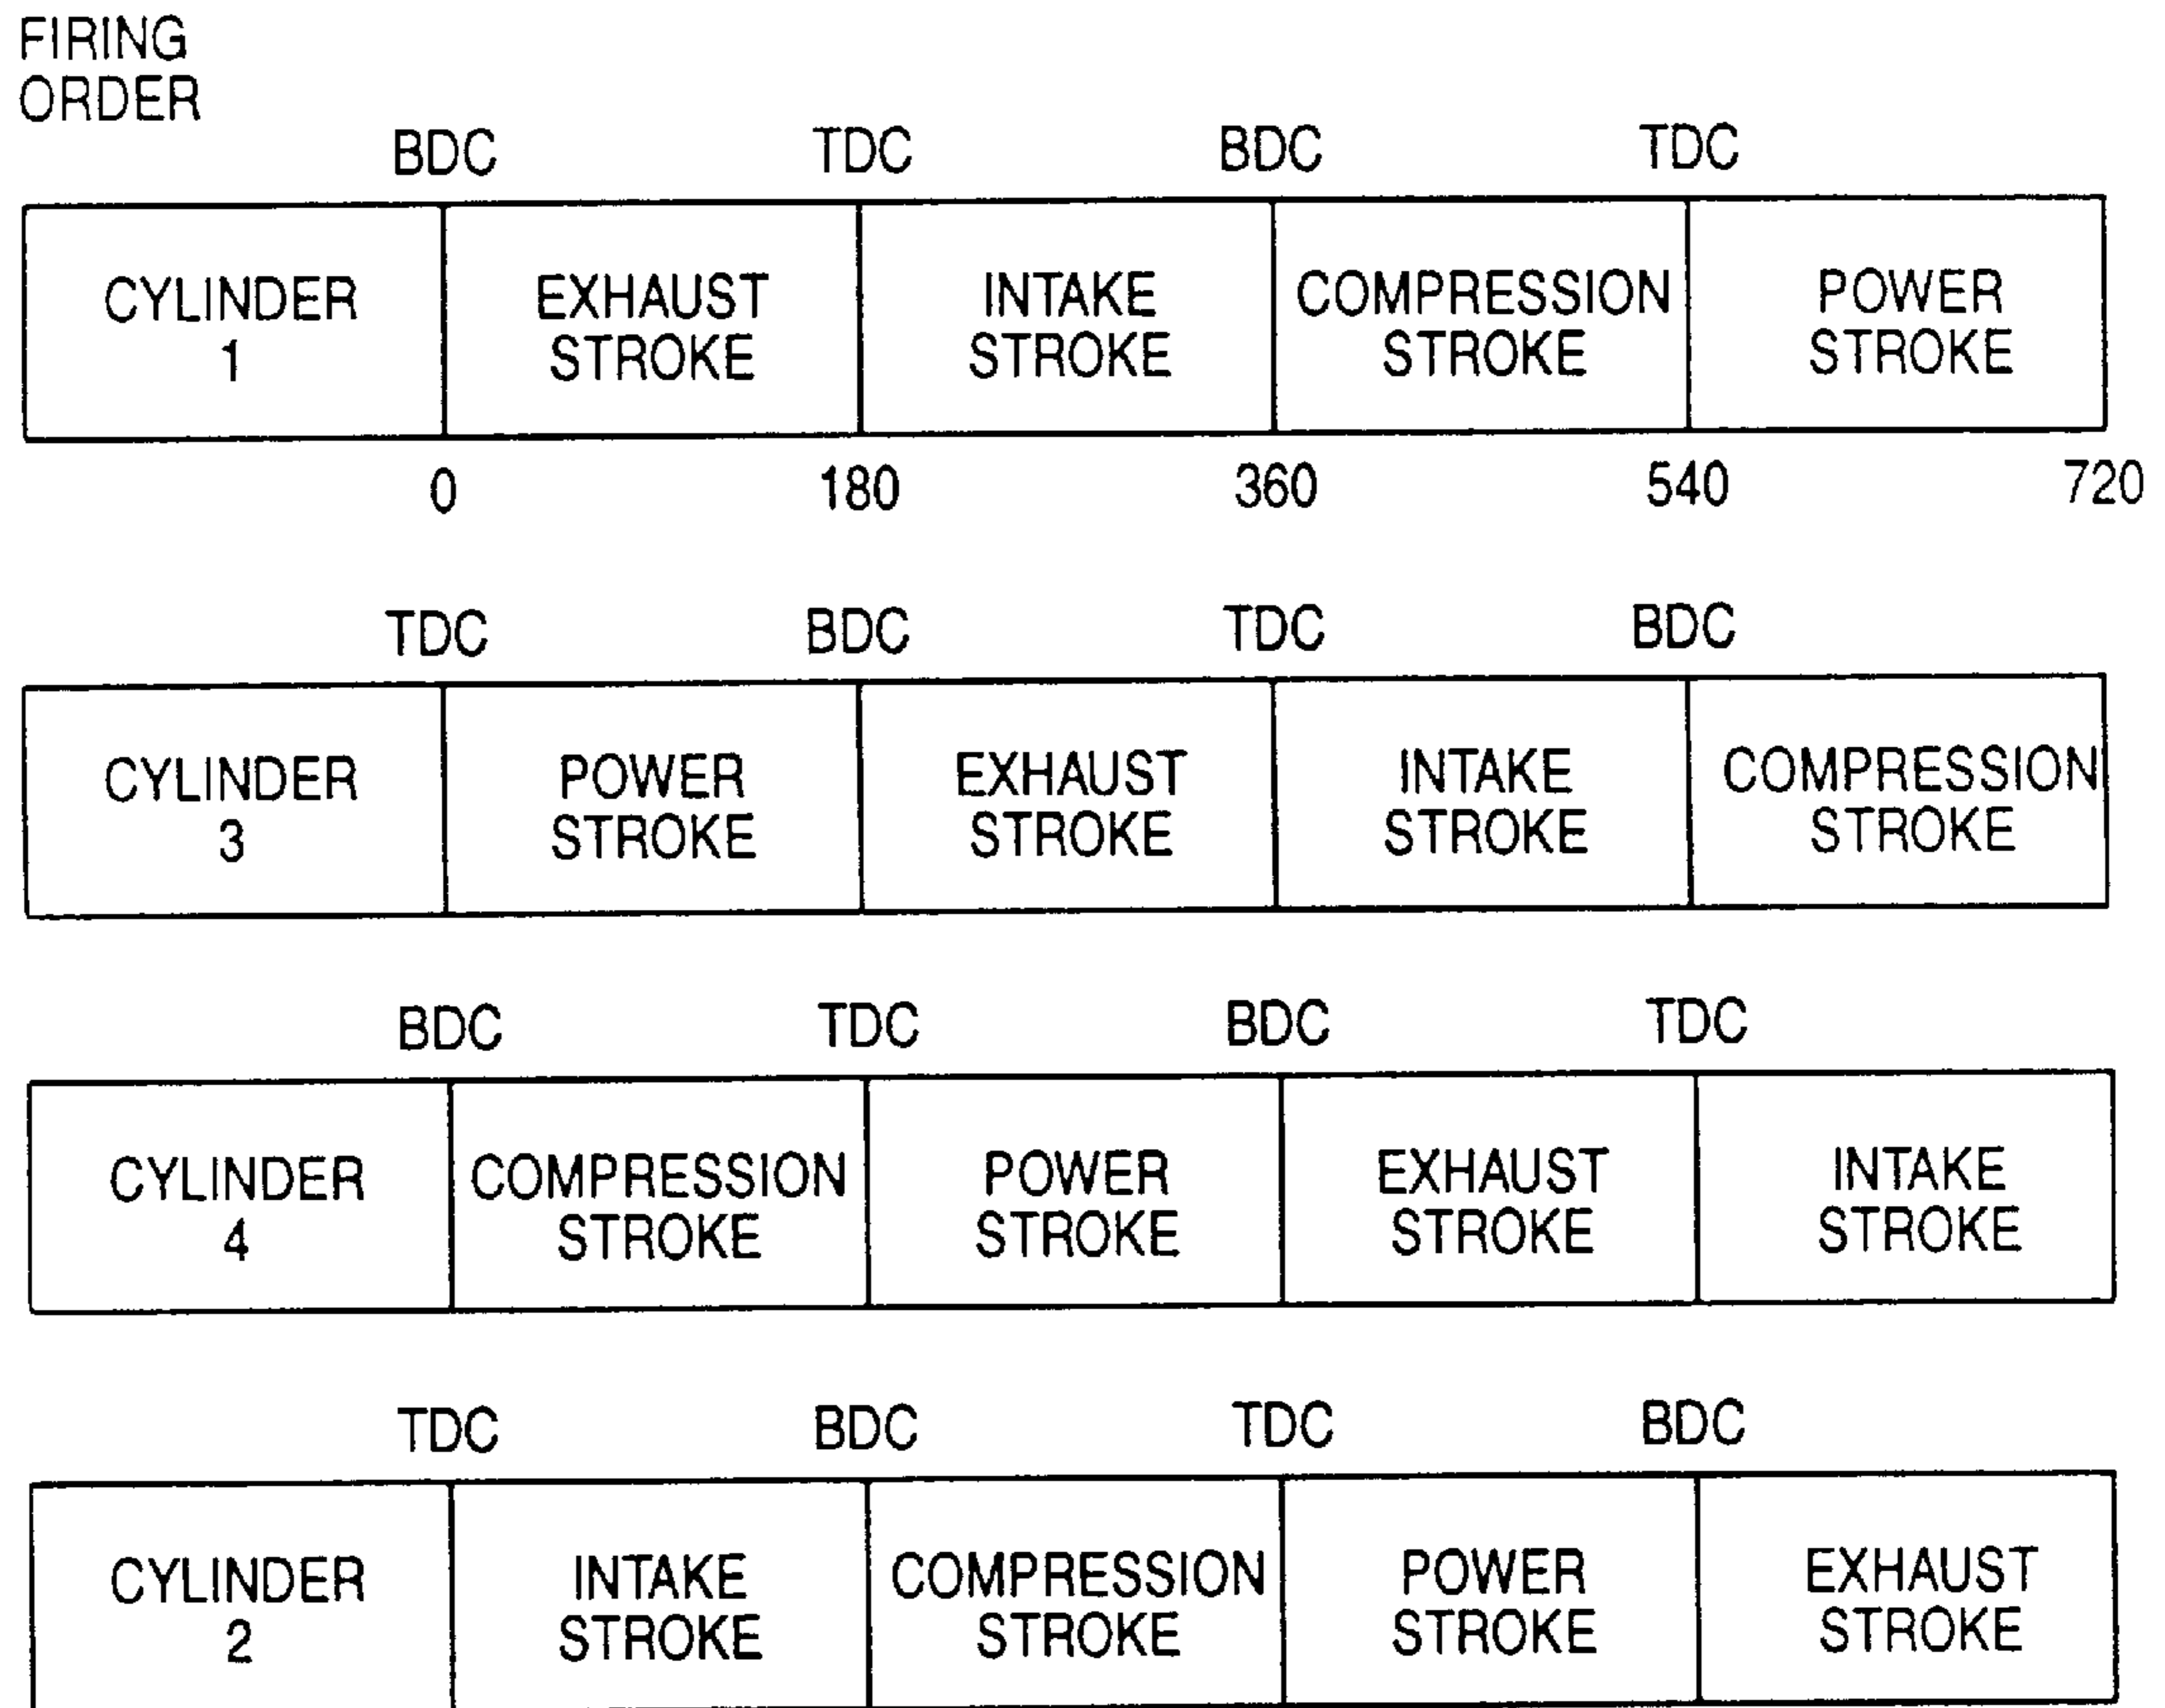 FIRING
ORDER
BDC TDC BDC TDC
CYLINDER
1
EXHAUST
STROKE
INTAKE
STROKE
COMPRESSION
STROKE
POWER
STROKE
0 180 360 540 720
TDC BDC TDC BDC
CYLINDER
3
POWER
STROKE
EXHAUST
STROKE
INTAKE
STROKE
COMPRESSION
STROKE
BDC TDC BDC TDC
CYLINDER
4
COMPRESSION
STROKE
POWER
STROKE
EXHAUST
STROKE
INTAKE
STROKE
TDC BDC TDC BDC
CYLINDER
2
INTAKE
STROKE
COMPRESSION
STROKE
POWER
STROKE
EXHAUST
STROKE